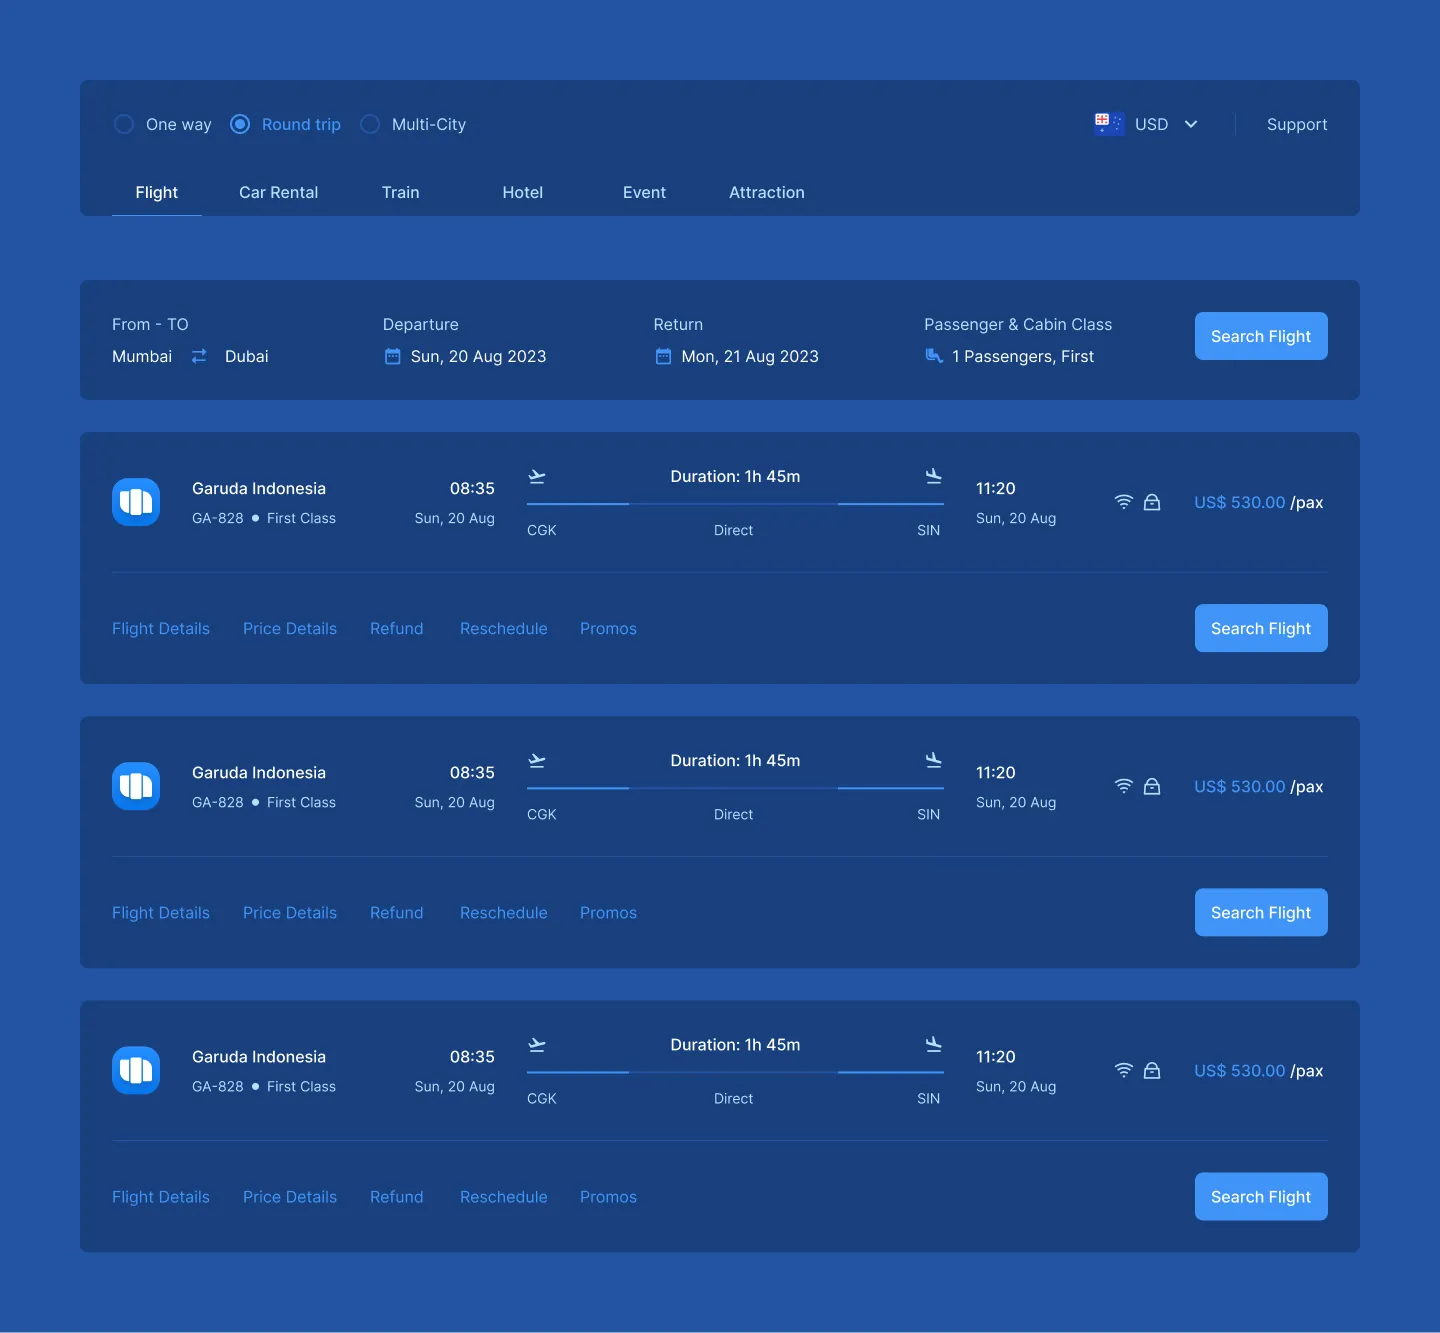 One way Round trip Multi-City USD Support
Flight Car Rental Train Hotel Event Attraction
From - TO Departure Return Passenger & Cabin Class
Mumbai Dubai Sun, 20 Aug 2023 Mon, 21 Aug 2023 1 Passengers, First
Search Flight
Garuda Indonesia 08:35 Duration: 1h 45m 11:20
GA-828 • First Class Sun, 20 Aug CGK Direct SIN Sun, 20 Aug
US$ 530.00 /pax
Flight Details Price Details Refund Reschedule Promos Search Flight
Garuda Indonesia 08:35 Duration: 1h 45m 11:20
GA-828 • First Class Sun, 20 Aug CGK Direct SIN Sun, 20 Aug
US$ 530.00 /pax
Flight Details Price Details Refund Reschedule Promos Search Flight
Garuda Indonesia 08:35 Duration: 1h 45m 11:20
GA-828 • First Class Sun, 20 Aug CGK Direct SIN Sun, 20 Aug
US$ 530.00 /pax
Flight Details Price Details Refund Reschedule Promos Search Flight